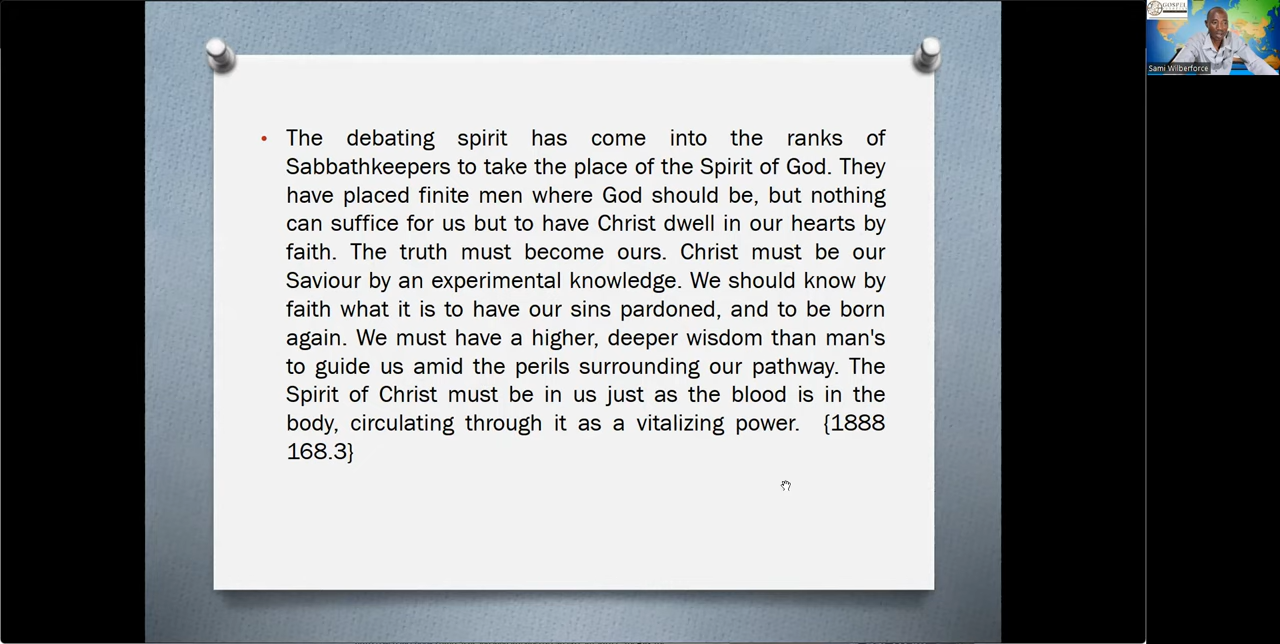 The debating spirit has come into the ranks of
Sabbathkeepers to take the place of the Spirit of God. They
have placed finite men where God should be, but nothing
can suffice for us but to have Christ dwell in our hearts by
faith. The truth must become ours. Christ must be our
Saviour by an experimental knowledge. We should know by
faith what it is to have our sins pardoned, and to be born
again. We must have a higher, deeper wisdom than man's
to guide us amid the perils surrounding our pathway. The
Spirit of Christ must be in us just as the blood is in the
body, circulating through it as a vitalizing power. {1888
168.3}
GOSPEL
Sami Wilberforce